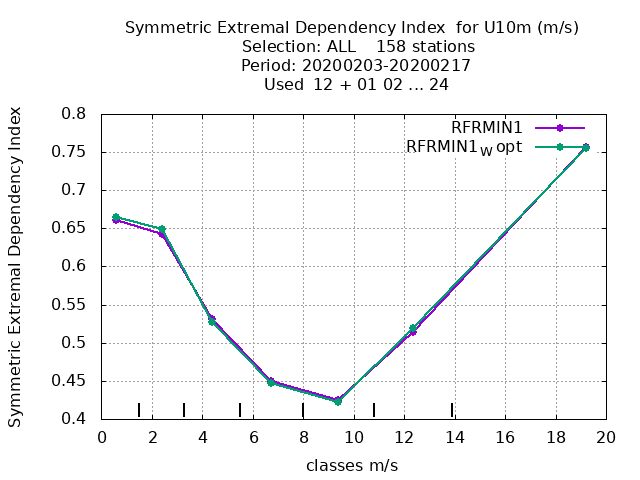 Symmetric Extremal Dependency Index for U10m (m/s)
Selection: ALL 158 stations
Period: 20200203-20200217
Used 12 + 01 02 ... 24
Symmetric Extremal Dependency Index
0.8
0.75
0.7
0.65
0.6
0.55
0.5
0.45
0.4
RFRMIN1
RFRMIN1W opt
0 2 4 6 8 10 12 14 16 18 20
classes m/s